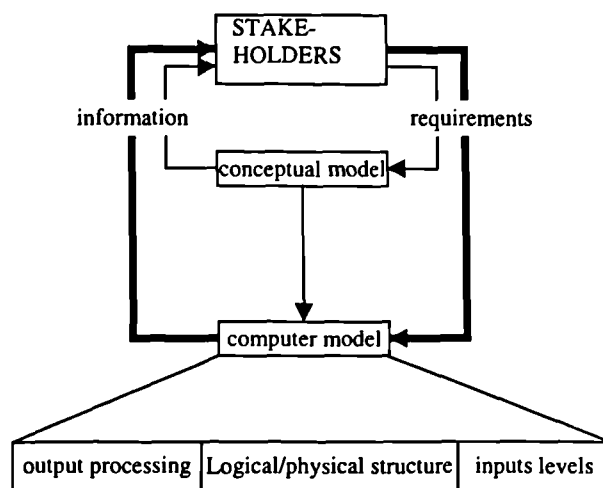 STAKE-
HOLDERS
information
requirements
conceptual model
computer model
output processing
Logical/physical structure
inputs levels